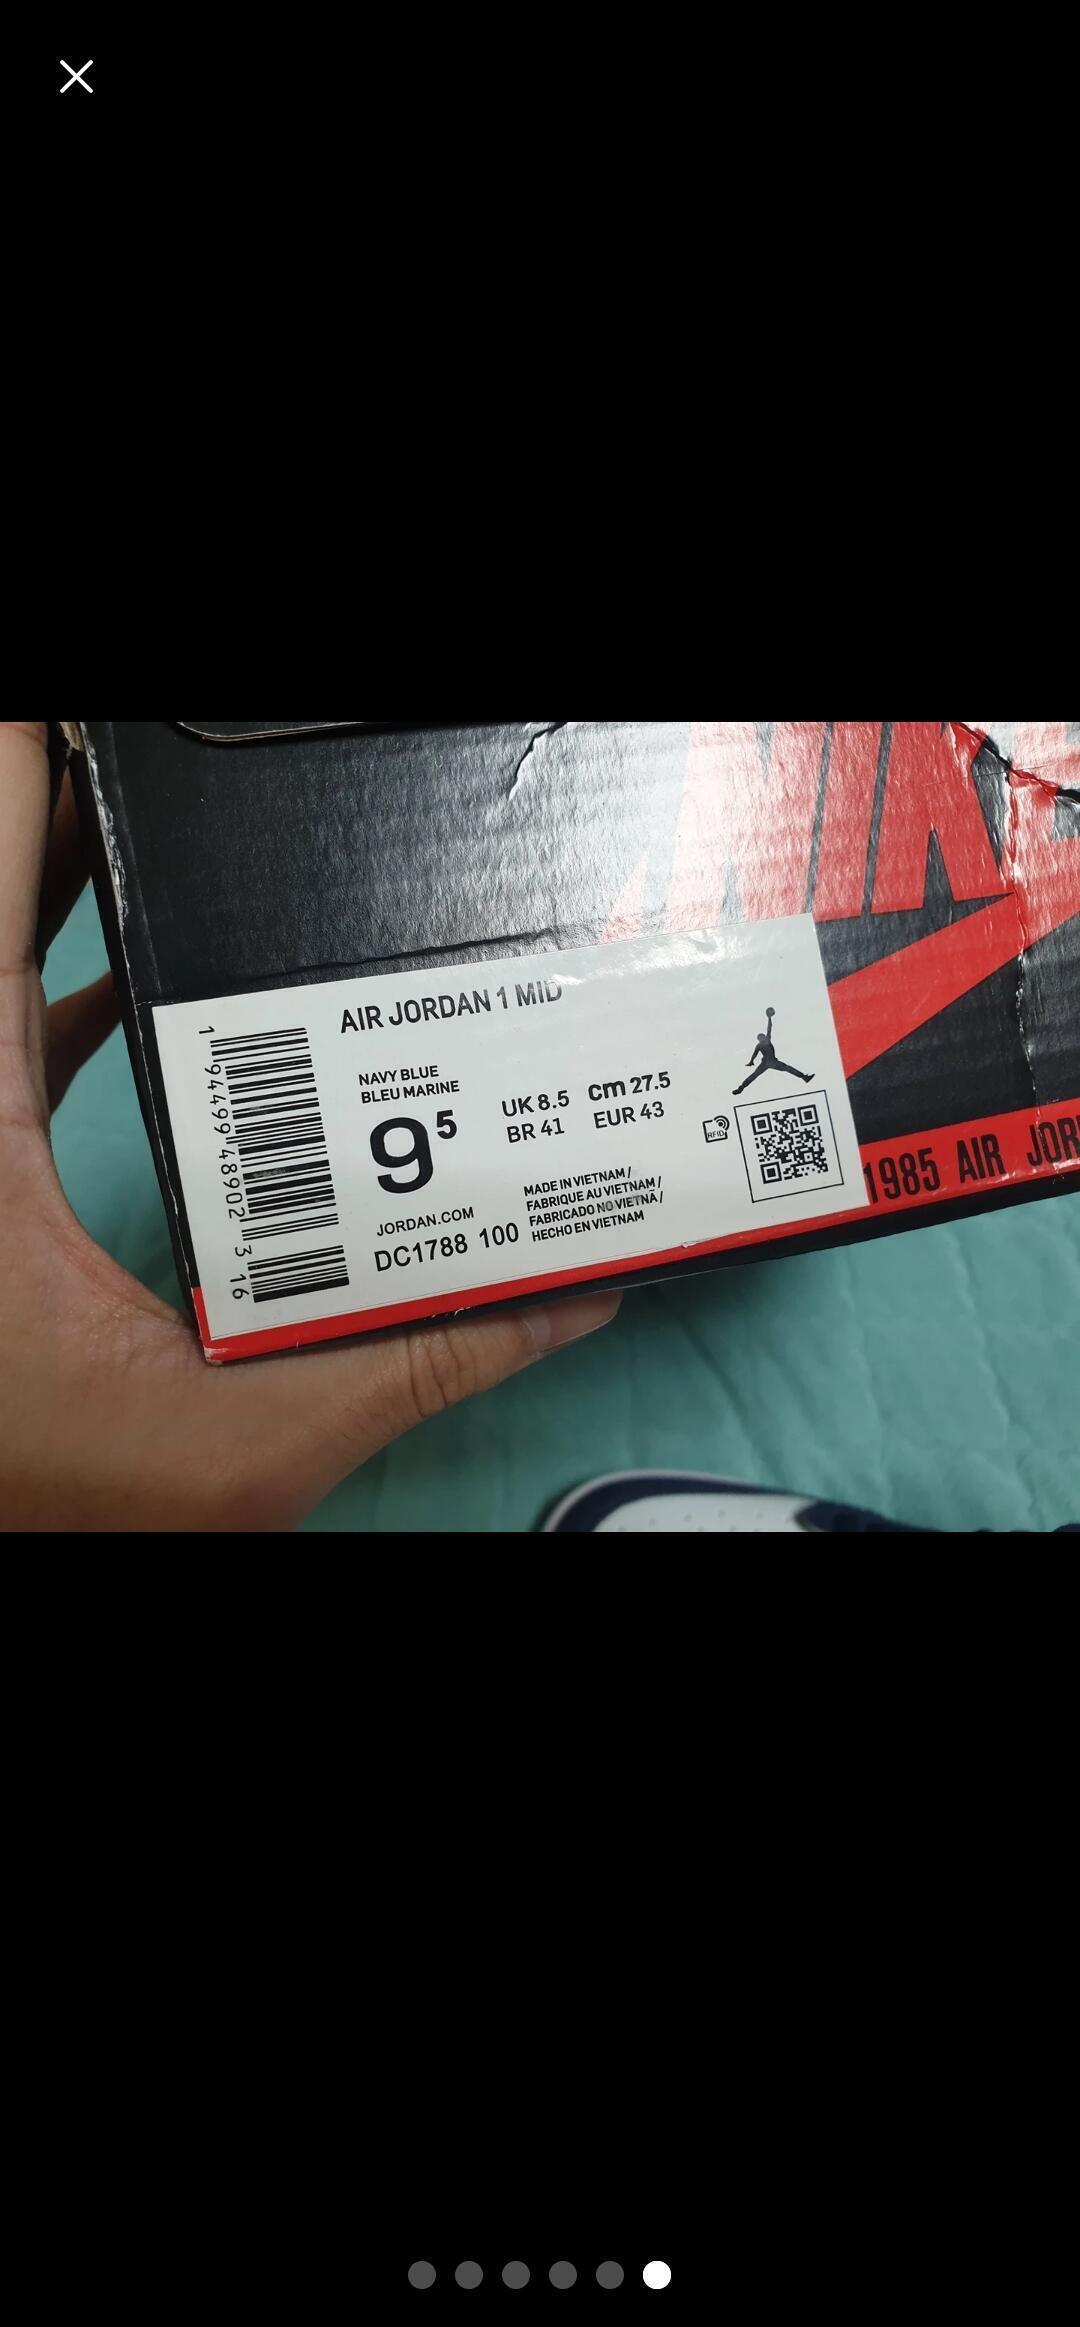 NIKE
AIR JORDAN 1 MID
NAVY BLUE
BLEU MARINE
9⁵
UK 8.5 cm 27.5
BR 41 EUR 43
RFID
MADE IN VIETNAM /
FABRIQUE AU VIETNAM /
FABRICADO NO VIETNÃ /
HECHO EN VIETNAM
JORDAN.COM
DC1788 100
1 94499 48902 3 16
1985 AIR JOR